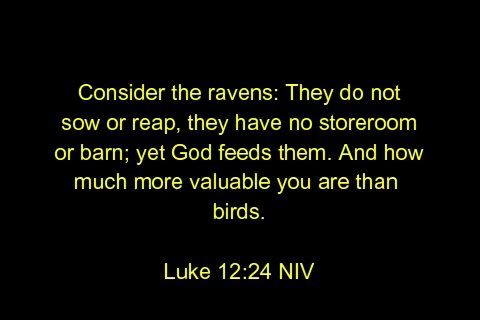 Consider the ravens: They do not
sow or reap, they have no storeroom
or barn; yet God feeds them. And how
much more valuable you are than
birds.
Luke 12:24 NIV